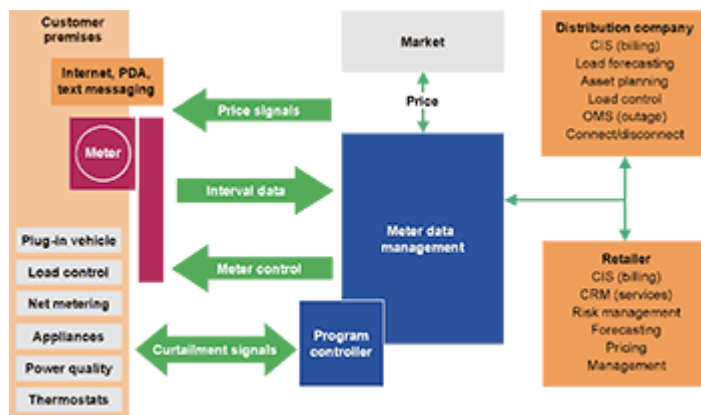 Customer
premises
Internet, PDA,
text messaging
Meter
Plug-in vehicle
Load control
Net metering
Appliances
Power quality
Thermostats
Price signals
Interval data
Meter control
Curtailment signals
Market
Price
Meter data
management
Program
controller
Distribution company
CIS (billing)
Load forecasting
Asset planning
Load control
OMS (outage)
Connect/disconnect
Retailer
CIS (billing)
CRM (services)
Risk management
Forecasting
Pricing
Management